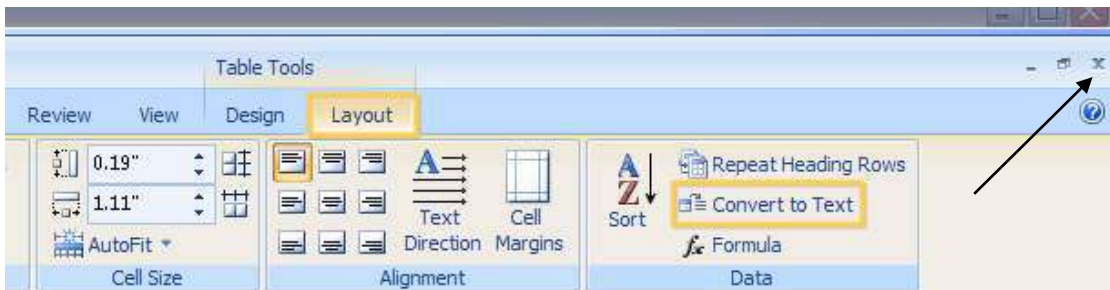 Table Tools
Review View Design Layout
0.19"
1.11"
AutoFit
Cell Size
Text Direction
Cell Margins
Alignment
A
Z
Sort
Repeat Heading Rows
Convert to Text
fx Formula
Data